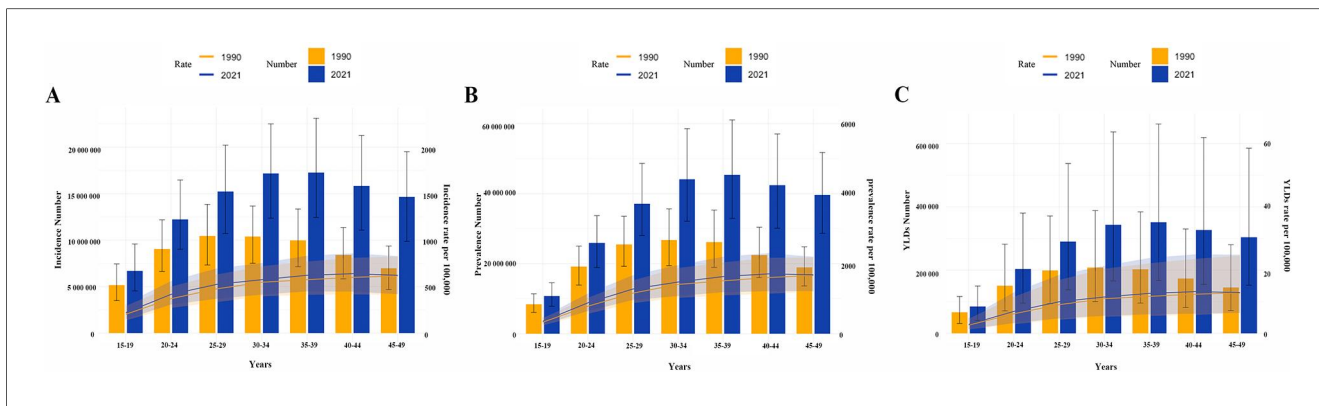 Rate 1990 2021 Number 1990 2021
A
Incidence Number
20 000 000
15 000 000
10 000 000
5 000 000
0
2000
1500
1000
500
0
Incidence rate per 100,000
15-19 20-24 25-29 30-34 35-39 40-44 45-49
Years
Rate 1990 2021 Number 1990 2021
B
Prevalence Number
60 000 000
40 000 000
20 000 000
0
6000
4000
2000
0
prevalence rate per 100,000
15-19 20-24 25-29 30-34 35-39 40-44 45-49
Years
Rate 1990 2021 Number 1990 2021
C
YLDs Number
600 000
400 000
200 000
0
60
40
20
0
YLDs rate per 100,000
15-19 20-24 25-29 30-34 35-39 40-44 45-49
Years